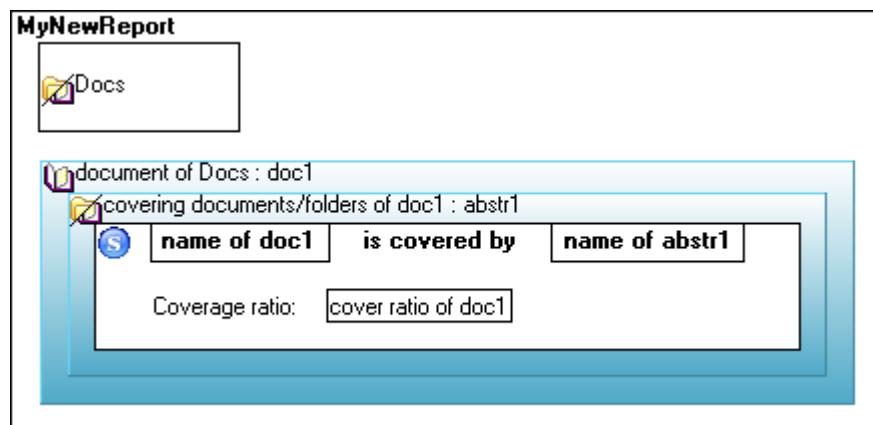 MyNewReport
Docs
document of Docs : doc1
covering documents/folders of doc1 : abstr1
S name of doc1 is covered by name of abstr1
Coverage ratio: cover ratio of doc1